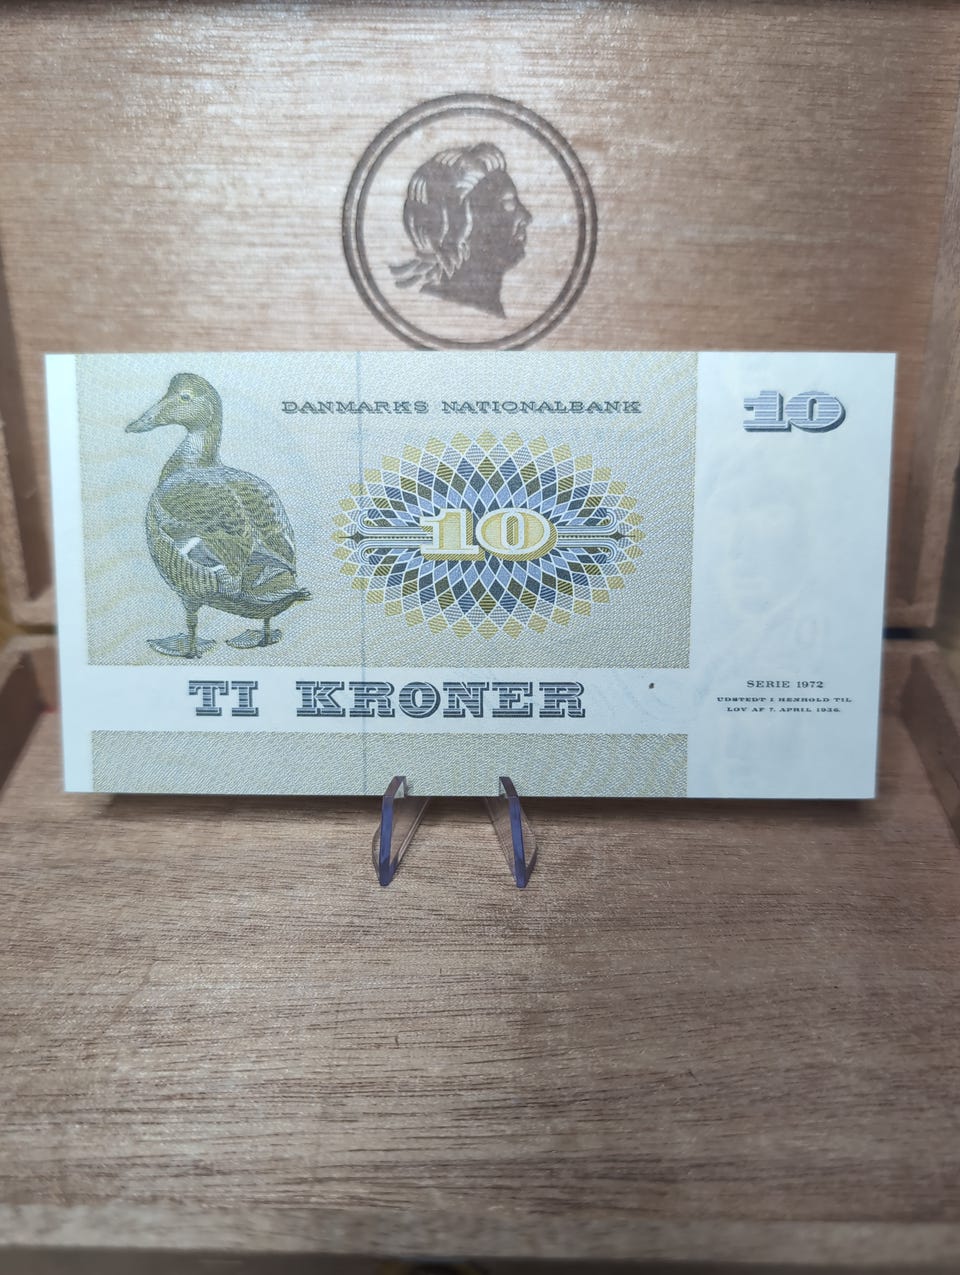 DANMARKS NATIONALBANK
10
10
TI KRONER
SERIE 1972
UDSTEDT I HENHOLD TIL
LOV AF 7. APRIL 1936.